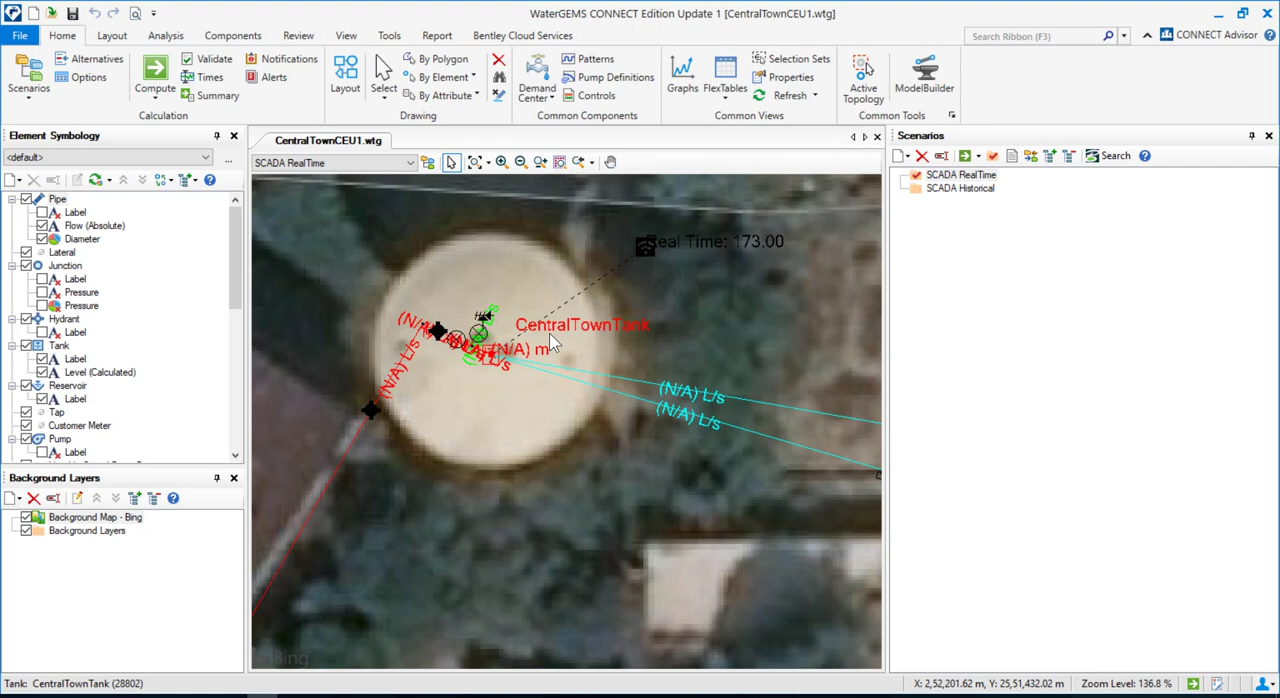 WaterGEMS CONNECT Edition Update 1 [CentralTownCEU1.wtg]
File Home Layout Analysis Components Review View Tools Report Bentley Cloud Services Search Ribbon (F3) CONNECT Advisor
Scenarios Alternatives Options
Compute Validate Times Summary Notifications Alerts
Calculation
Layout Select By Polygon By Element By Attribute
Drawing
Demand Center Patterns Pump Definitions Controls
Common Components
Graphs FlexTables Selection Sets Properties Refresh
Common Views
Active Topology ModelBuilder
Common Tools
Element Symbology
<default>
...
Pipe
Label
Flow (Absolute)
Diameter
Lateral
Junction
Label
Pressure
Pressure
Hydrant
Label
Tank
Label
Level (Calculated)
Reservoir
Label
Tap
Customer Meter
Pump
Label
Background Layers
Background Map - Bing
Background Layers
CentralTownCEU1.wtg
SCADA RealTime
Real Time: 173.00
CentralTownTank
(N/A) m
(N/A) L/s
(N/A) L/s
(N/A) L/s
Bing
Scenarios
Search
SCADA RealTime
SCADA Historical
Tank: CentralTownTank (28802)
X: 2,52,201.62 m, Y: 25,51,432.02 m
Zoom Level: 136.8 %